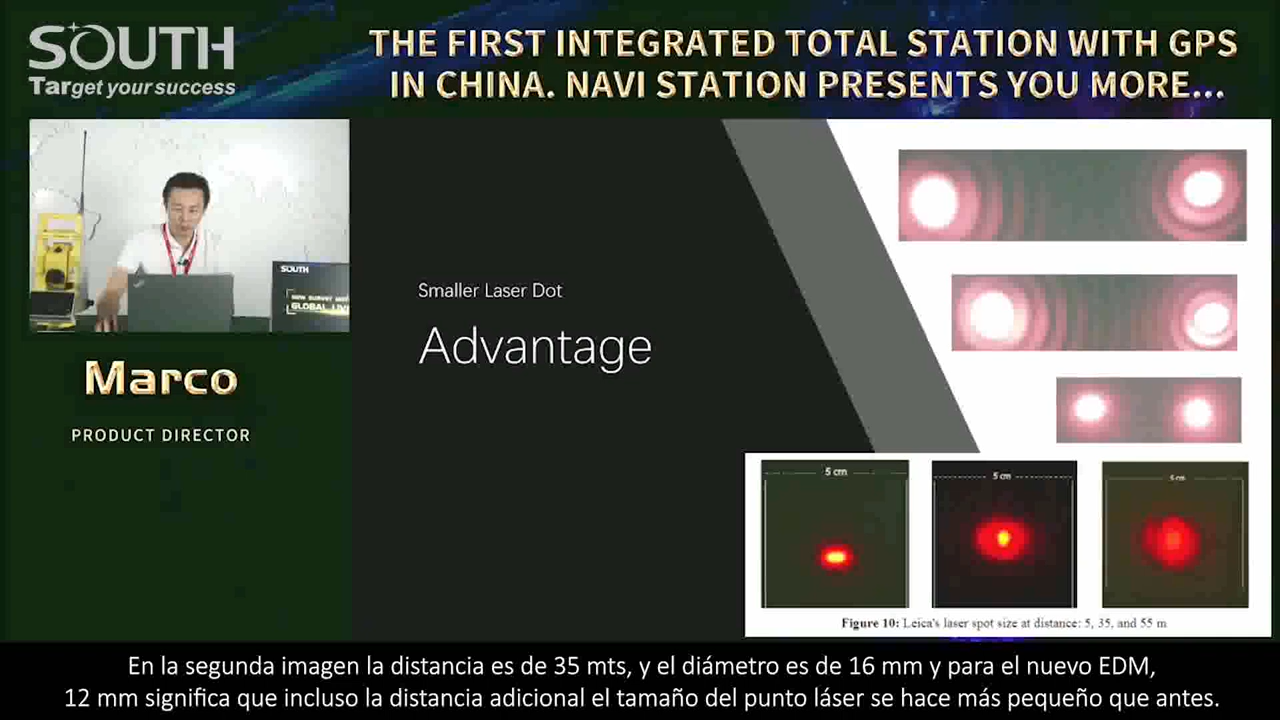 SOUTH
Target your success
THE FIRST INTEGRATED TOTAL STATION WITH GPS
IN CHINA. NAVI STATION PRESENTS YOU MORE...
SOUTH
Marco
PRODUCT DIRECTOR
Smaller Laser Dot
Advantage
5 cm
5 cm
5 cm
Figure 10: Leica's laser spot size at distance: 5, 35, and 55 m
En la segunda imagen la distancia es de 35 mts, y el diámetro es de 16 mm y para el nuevo EDM,
12 mm significa que incluso la distancia adicional el tamaño del punto láser se hace más pequeño que antes.